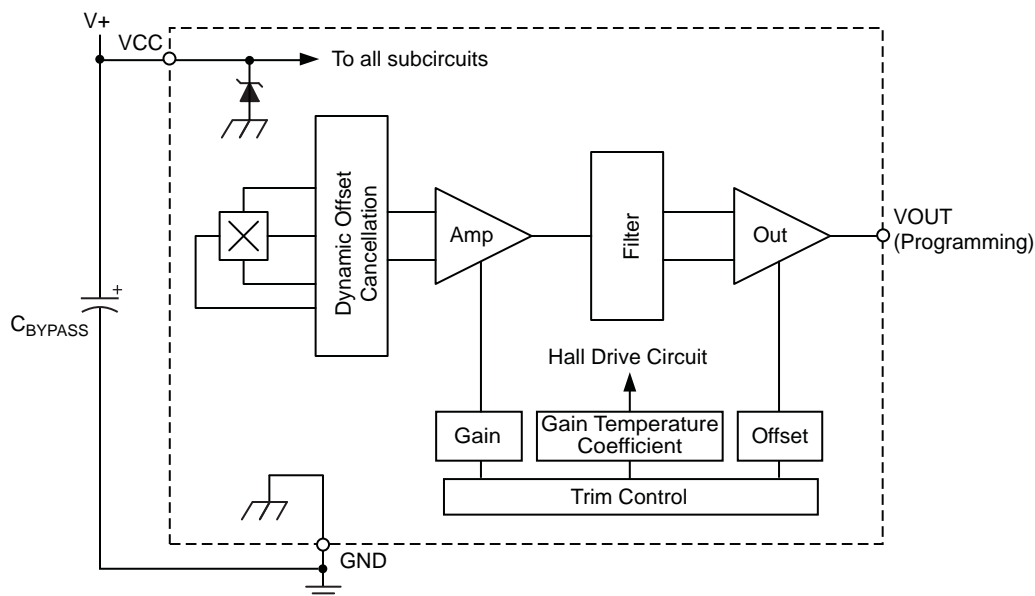 V+
VCC
To all subcircuits
Dynamic Offset
Cancellation
Amp
Filter
Out
VOUT
(Programming)
+
CBYPASS
Hall Drive Circuit
Gain
Gain Temperature
Coefficient
Offset
Trim Control
GND